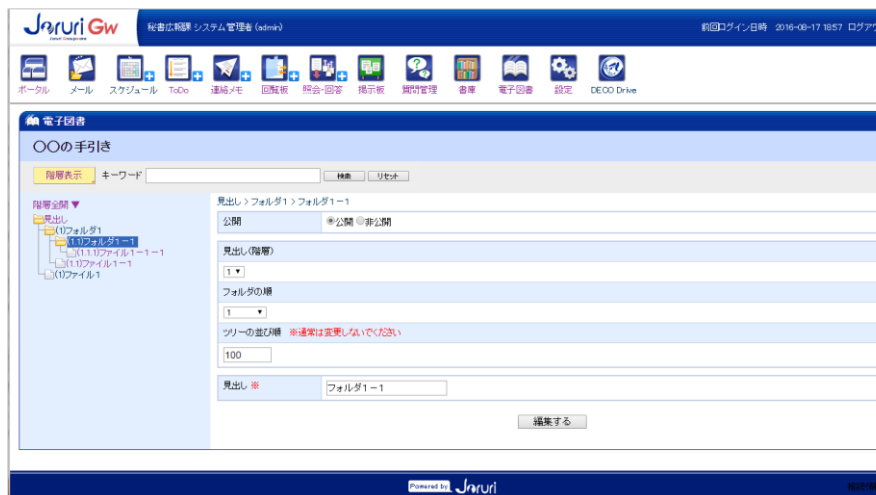 Joruri Gw
秘書広報課 システム管理者 (admin)
前回ログイン日時 2016-08-17 18:57 ログアウ
ポータル メール スケジュール ToDo 連絡メモ 回覧板 照会・回答 掲示板 質問管理 書庫 電子図書 設定 DECO Drive
電子図書
〇〇の手引き
階層表示 キーワード 検索 リセット
階層全開▼
見出し
(1)フォルダ1
(1.1)フォルダ1-1
(1.1.1)ファイル1-1-1
(1.1)ファイル1-1
(1)ファイル1
見出し > フォルダ1 > フォルダ1-1
公開 公開 非公開
見出し(階層)
1
フォルダの順
1
ツリーの並び順 ※通常は変更しないでください
100
見出し ※ フォルダ1-1
編集する
Powered by Joruri